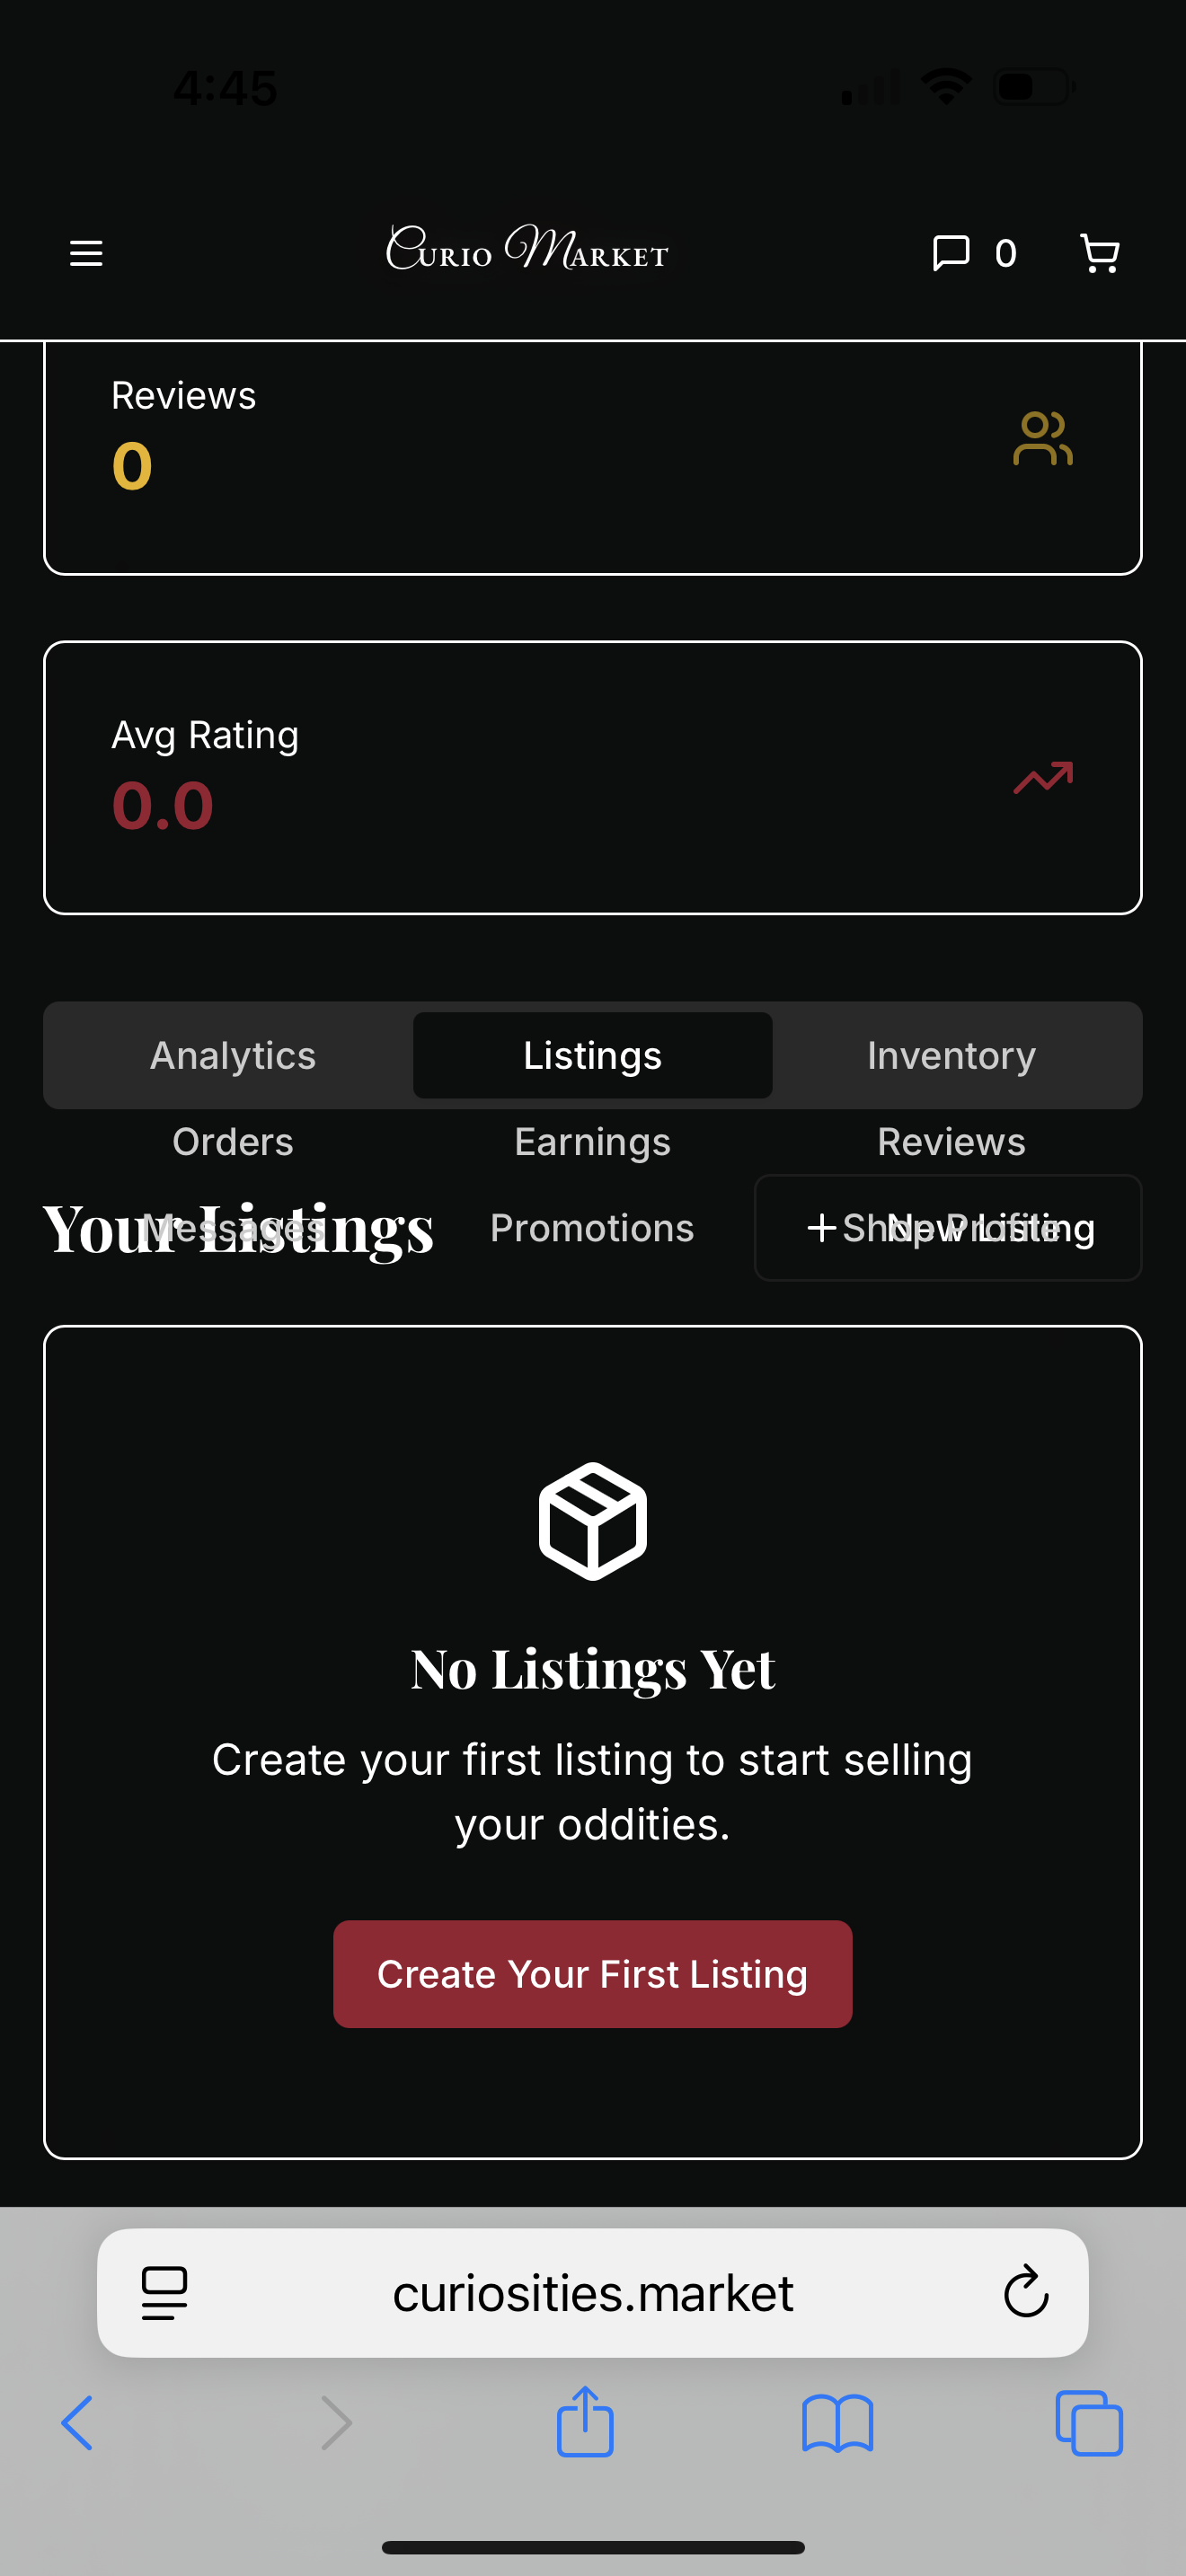 4:45
Curio Market
0
Reviews
0
Avg Rating
0.0
Analytics
Listings
Inventory
Orders
Earnings
Reviews
Your Listings
Messages
Promotions
Shop Profile
+ New Listing
No Listings Yet
Create your first listing to start selling
your oddities.
Create Your First Listing
curiosities.market